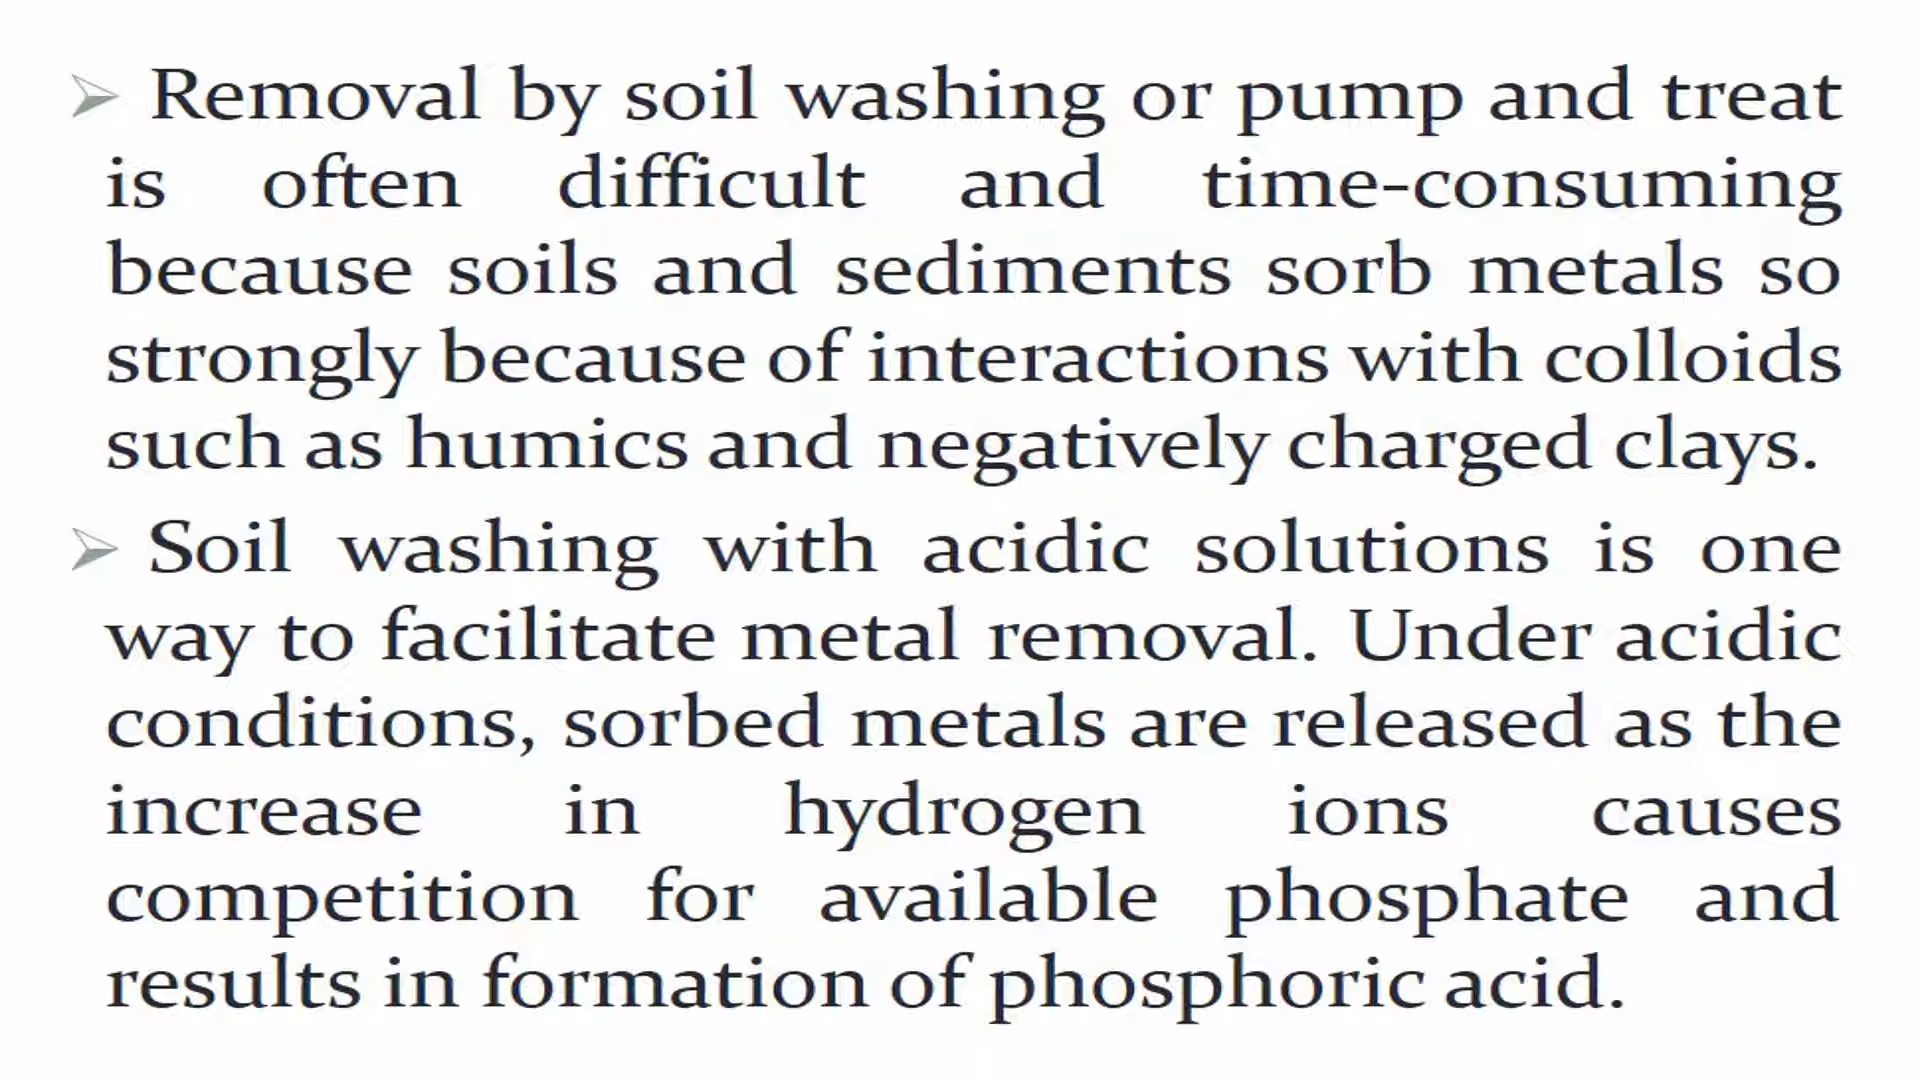 Removal by soil washing or pump and treat
is often difficult and time-consuming
because soils and sediments sorb metals so
strongly because of interactions with colloids
such as humics and negatively charged clays.
Soil washing with acidic solutions is one
way to facilitate metal removal. Under acidic
conditions, sorbed metals are released as the
increase in hydrogen ions causes
competition for available phosphate and
results in formation of phosphoric acid.